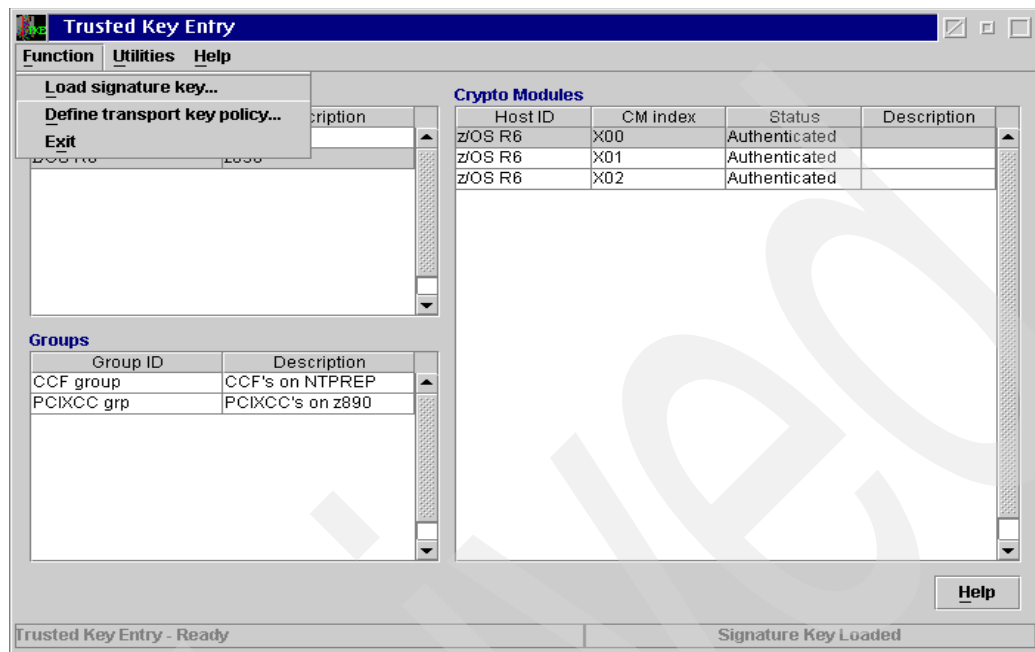 Trusted Key Entry
Function Utilities Help
Load signature key...
Define transport key policy...
Exit
Crypto Modules
Host ID CM index Status Description
z/OS R6 X00 Authenticated
z/OS R6 X01 Authenticated
z/OS R6 X02 Authenticated
Groups
Group ID Description
CCF group CCF's on NTPREP
PCIXCC grp PCIXCC's on z890
Help
Trusted Key Entry - Ready Signature Key Loaded